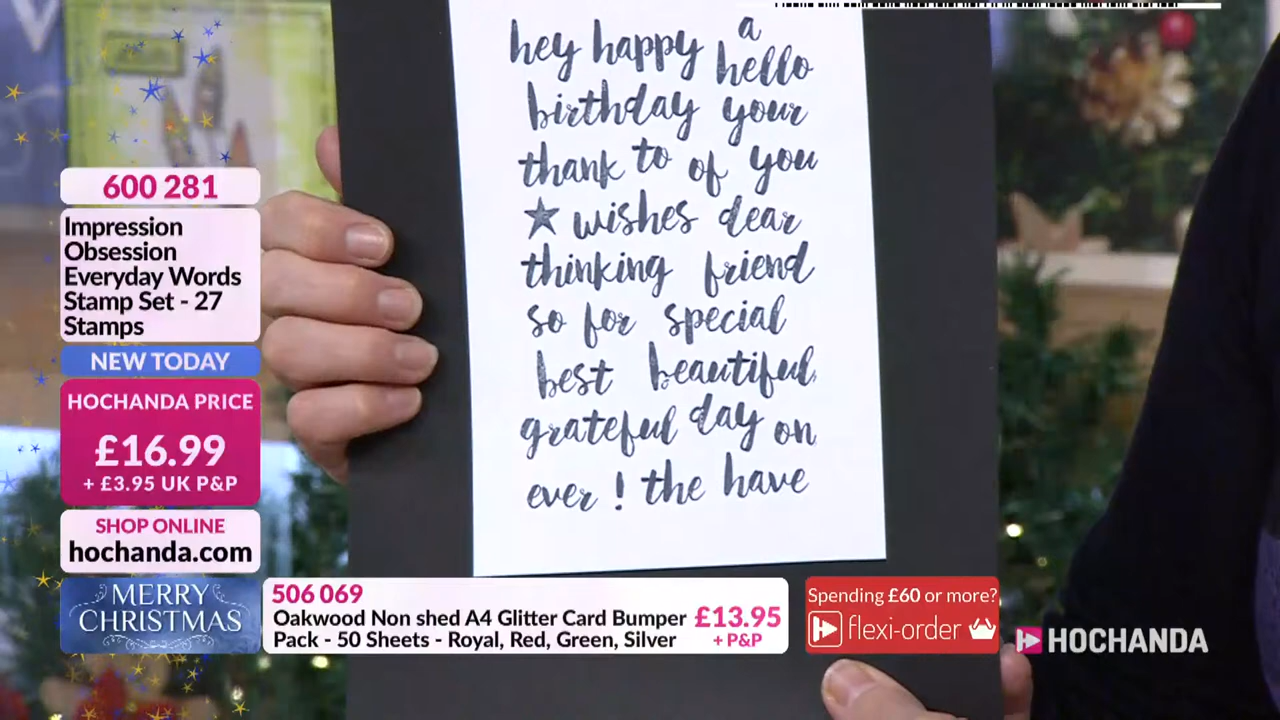 hey happy a hello
birthday your
thank to of you
★ wishes dear
thinking friend
so for special
best beautiful
grateful day on
ever ! the have
600 281
Impression
Obsession
Everyday Words
Stamp Set - 27
Stamps
NEW TODAY
HOCHANDA PRICE
£16.99
+ £3.95 UK P&P
SHOP ONLINE
hochanda.com
MERRY
CHRISTMAS
506 069
Oakwood Non shed A4 Glitter Card Bumper
Pack - 50 Sheets - Royal, Red, Green, Silver
£13.95
+ P&P
Spending £60 or more?
flexi-order
HOCHANDA